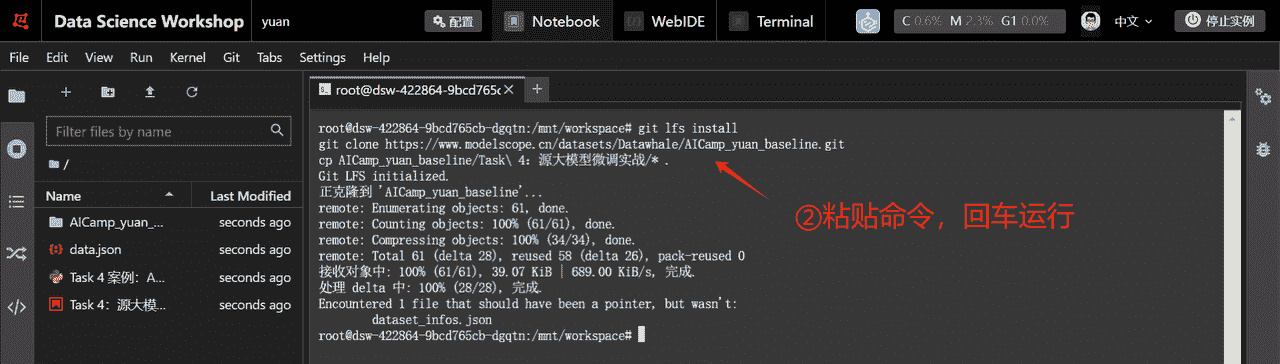 Data Science Workshop
yuan
配置
Notebook
WebIDE
Terminal
C 0.6% M 2.3% G1 0.0%
中文
停止实例
File Edit View Run Kernel Git Tabs Settings Help
root@dsw-422864-9bcd765c
Filter files by name
/
Name Last Modified
AICamp_yuan_... seconds ago
data.json seconds ago
Task 4 案例：A... seconds ago
Task 4：源大模... seconds ago
root@dsw-422864-9bcd765cb-dgqtn:/mnt/workspace# git lfs install
git clone https://www.modelscope.cn/datasets/Datawhale/AICamp_yuan_baseline.git
cp AICamp_yuan_baseline/Task\ 4：源大模型微调实战/* .
Git LFS initialized.
正克隆到 'AICamp_yuan_baseline'...
remote: Enumerating objects: 61, done.
remote: Counting objects: 100% (61/61), done.
remote: Compressing objects: 100% (34/34), done.
remote: Total 61 (delta 28), reused 58 (delta 26), pack-reused 0
接收对象中: 100% (61/61), 39.07 KiB | 689.00 KiB/s, 完成.
处理 delta 中: 100% (28/28), 完成.
Encountered 1 file that should have been a pointer, but wasn't:
dataset_infos.json
root@dsw-422864-9bcd765cb-dgqtn:/mnt/workspace#
②粘贴命令，回车运行